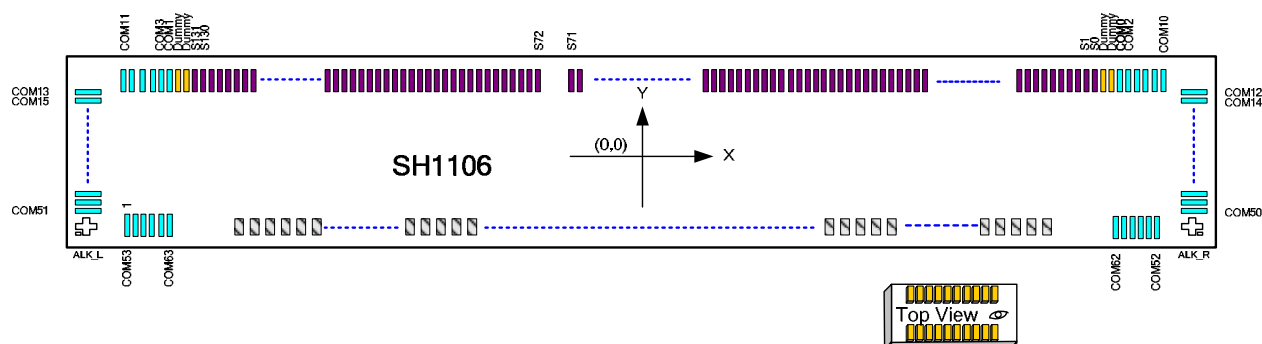 COM11
COM3
COM1
Dummy
Dummy
S131
S130
S72
S71
S1
S0
Dummy
Dummy
COM0
COM2
COM10
COM13
COM15
COM12
COM14
Y
(0,0)
X
SH1106
COM51
COM50
1
ALK_L
ALK_R
COM53
COM63
COM62
COM52
Top View